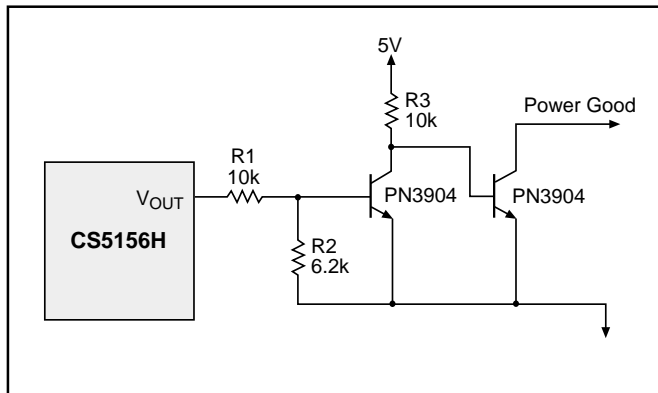 5V
R3
10k
Power Good
R1
10k
VOUT
PN3904
PN3904
CS5156H
R2
6.2k